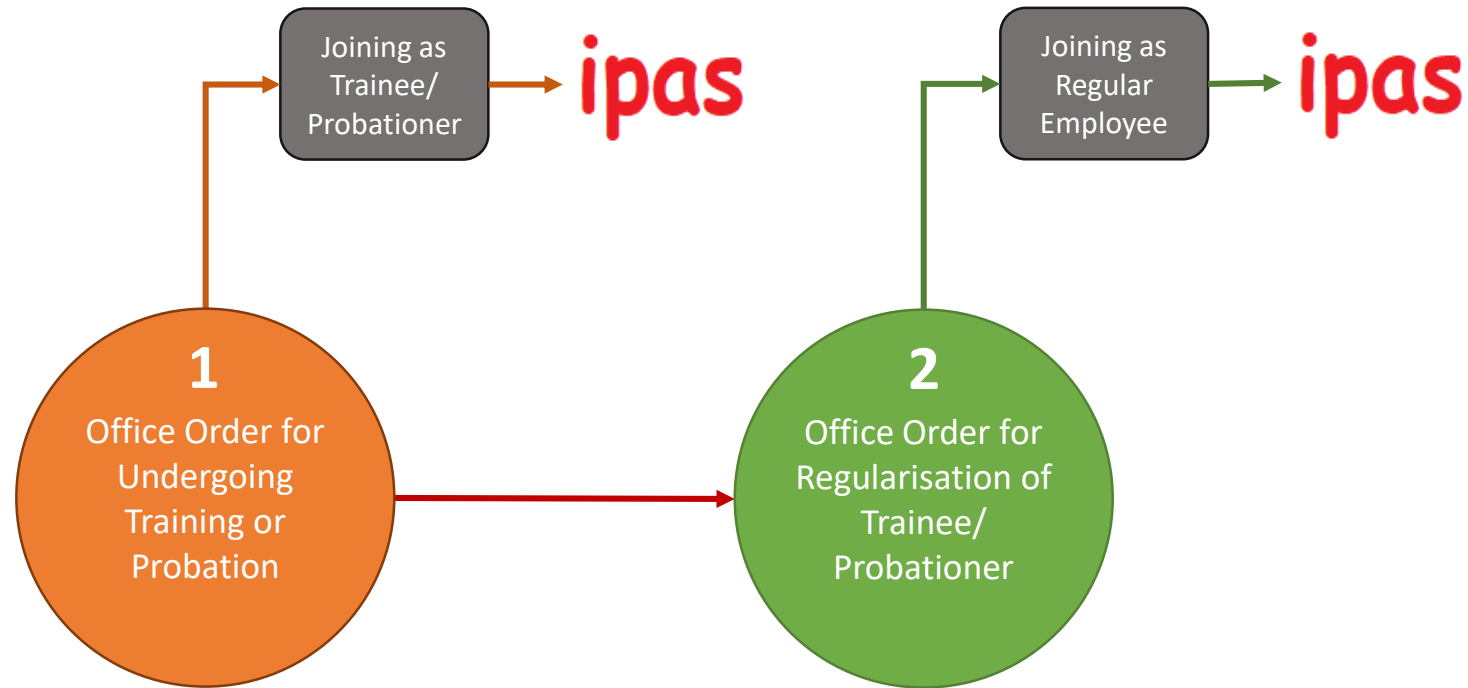 Joining as
Trainee/
Probationer
ipas
Joining as
Regular
Employee
ipas
1
Office Order for
Undergoing
Training or
Probation
2
Office Order for
Regularisation of
Trainee/
Probationer